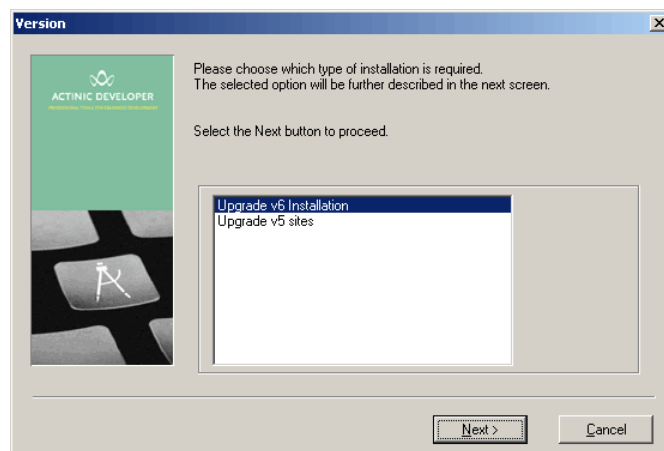 Version
ACTINIC DEVELOPER
Please choose which type of installation is required.
The selected option will be further described in the next screen.
Select the Next button to proceed.
Upgrade v6 Installation
Upgrade v5 sites
Next >
Cancel